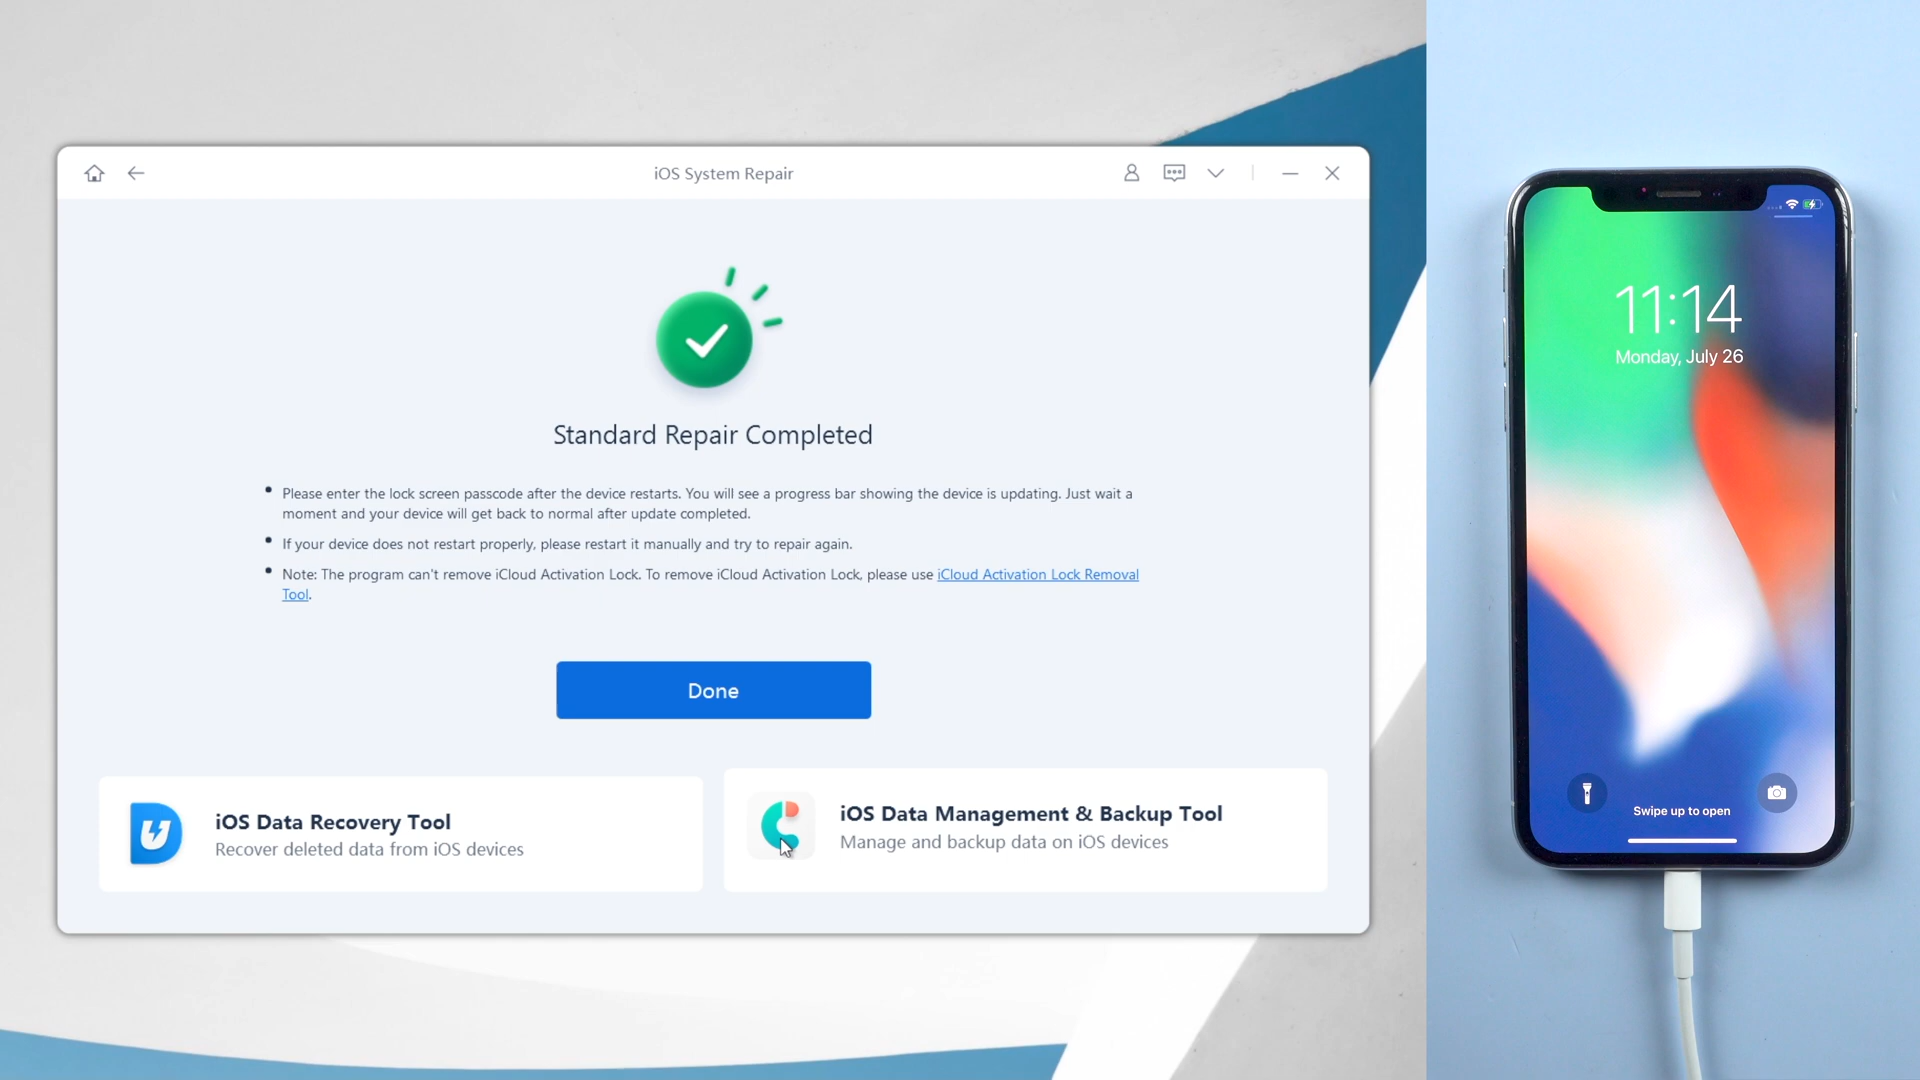 iOS System Repair
Standard Repair Completed
Please enter the lock screen passcode after the device restarts. You will see a progress bar showing the device is updating. Just wait a
moment and your device will get back to normal after update completed.
If your device does not restart properly, please restart it manually and try to repair again.
Note: The program can't remove iCloud Activation Lock. To remove iCloud Activation Lock, please use iCloud Activation Lock Removal
Tool.
Done
iOS Data Recovery Tool
Recover deleted data from iOS devices
iOS Data Management & Backup Tool
Manage and backup data on iOS devices
11:14
Monday, July 26
Swipe up to open